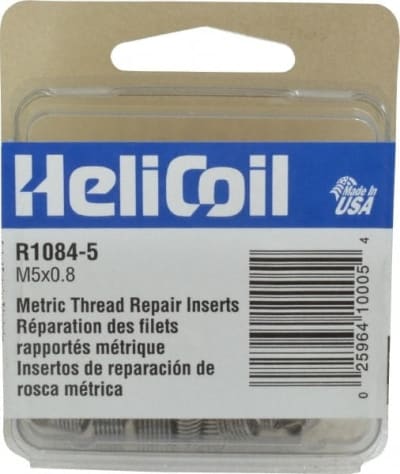 HeliCoil
Made In
USA
R1084-5
M5x0.8
Metric Thread Repair Inserts
Réparation des filets
rapportés métrique
Insertos de reparación de
rosca métrica
0 25964 10005 4